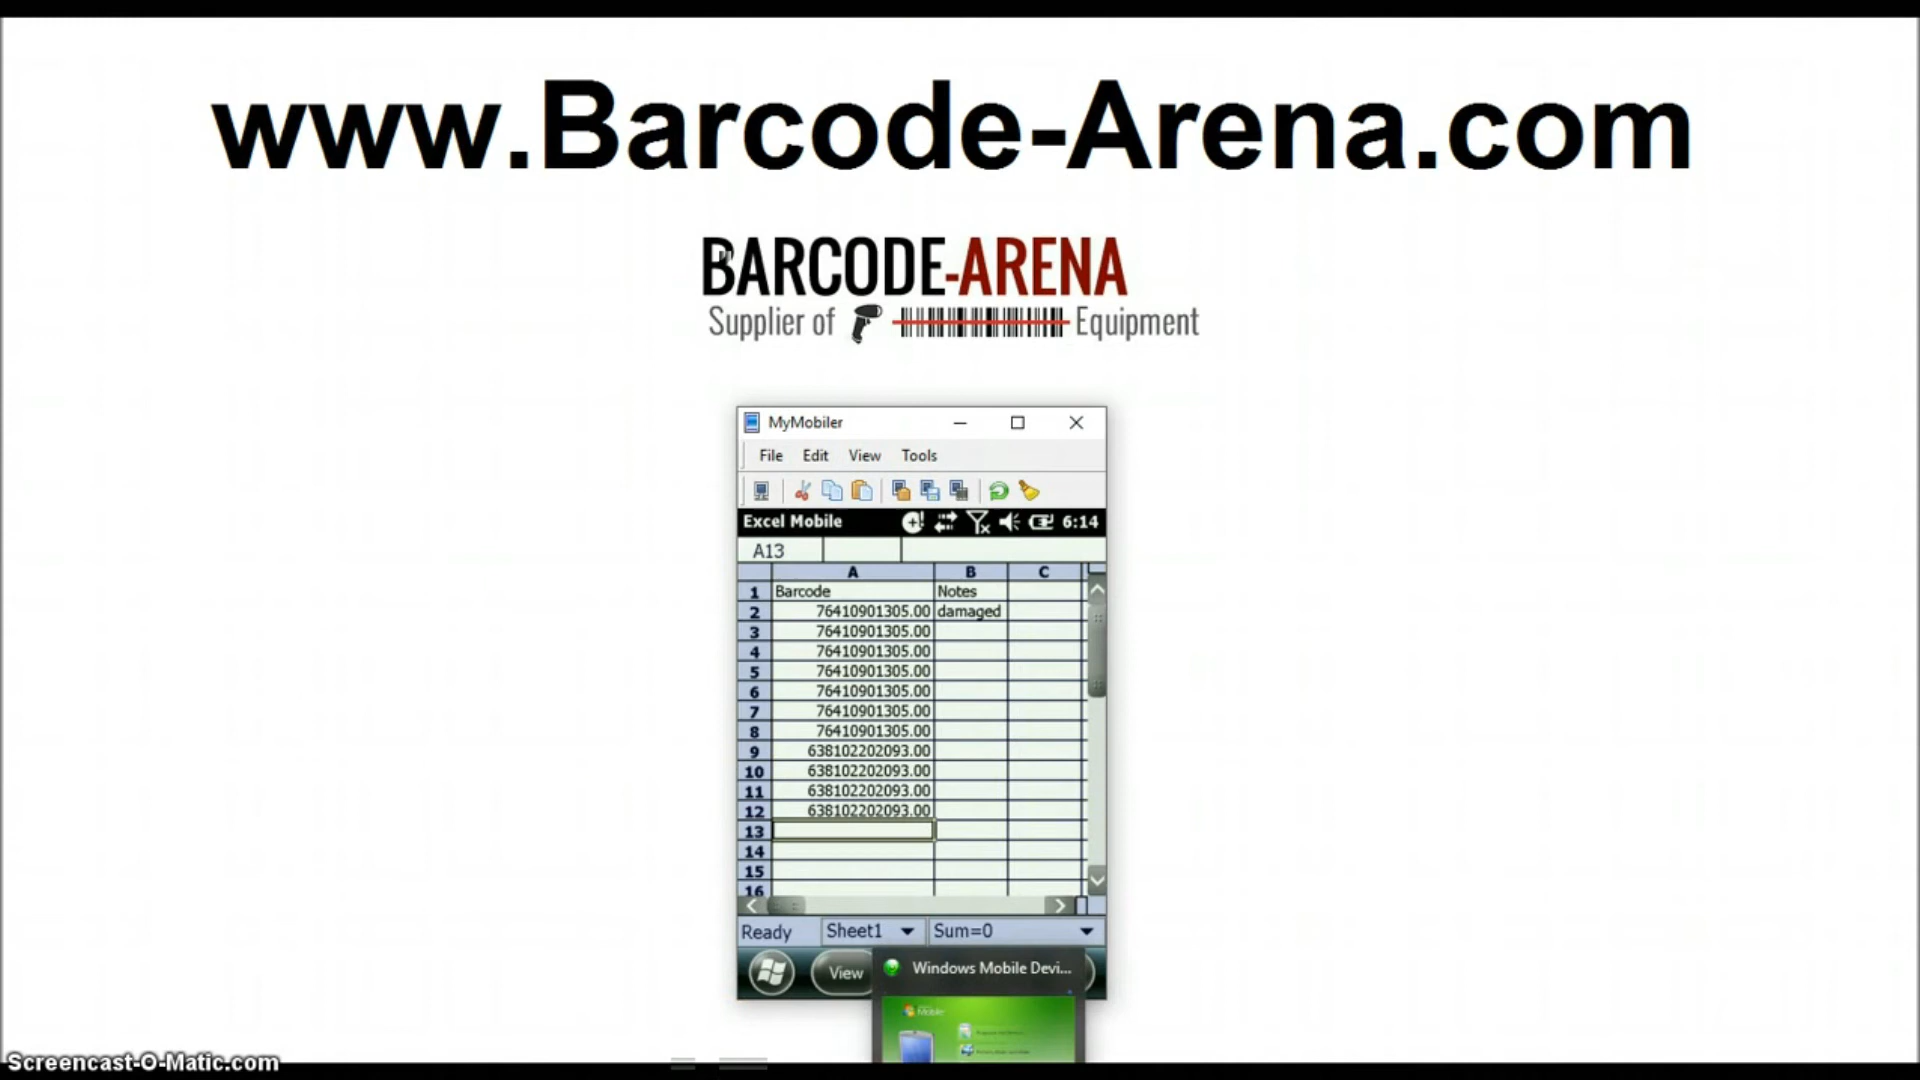 www.Barcode-Arena.com
BARCODE-ARENA
Supplier of Equipment
MyMobiler
File Edit View Tools
Excel Mobile 6:14
A13
A B C
1 Barcode Notes
2 76410901305.00 damaged
3 76410901305.00
4 76410901305.00
5 76410901305.00
6 76410901305.00
7 76410901305.00
8 76410901305.00
9 638102202093.00
10 638102202093.00
11 638102202093.00
12 638102202093.00
13
14
15
16
Ready Sheet1 Sum=0
View Windows Mobile Devi...
Mobile
Screencast-O-Matic.com